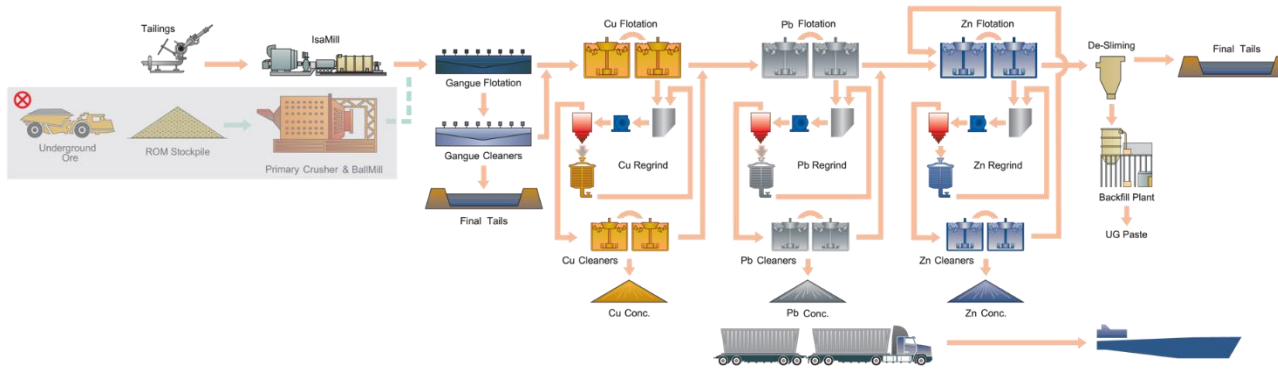 Tailings
IsaMill
Gangue Flotation
Cu Flotation
Pb Flotation
Zn Flotation
De-Sliming
Final Tails
Underground
Ore
ROM Stockpile
Primary Crusher & BallMill
Gangue Cleaners
Final Tails
Cu Regrind
Pb Regrind
Zn Regrind
Backfill Plant
UG Paste
Cu Cleaners
Pb Cleaners
Zn Cleaners
Cu Conc.
Pb Conc.
Zn Conc.